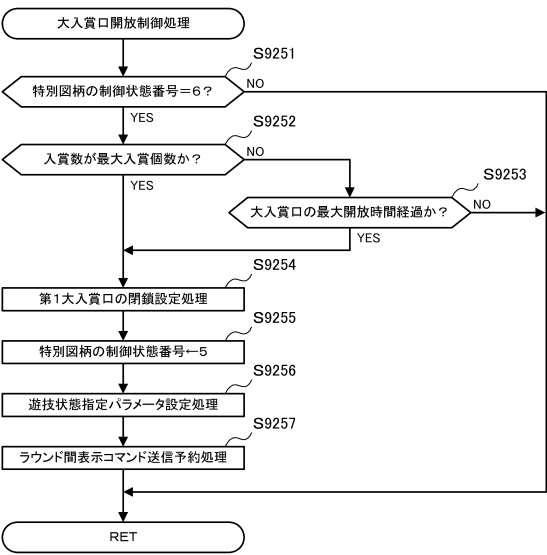 大入賞口開放制御処理
S9251
特別図柄の制御状態番号＝6？
NO
YES
S9252
入賞数が最大入賞個数か？
NO
YES
S9253
大入賞口の最大開放時間経過か？
NO
YES
S9254
第1大入賞口の閉鎖設定処理
S9255
特別図柄の制御状態番号←5
S9256
遊技状態指定パラメータ設定処理
S9257
ラウンド間表示コマンド送信予約処理
RET